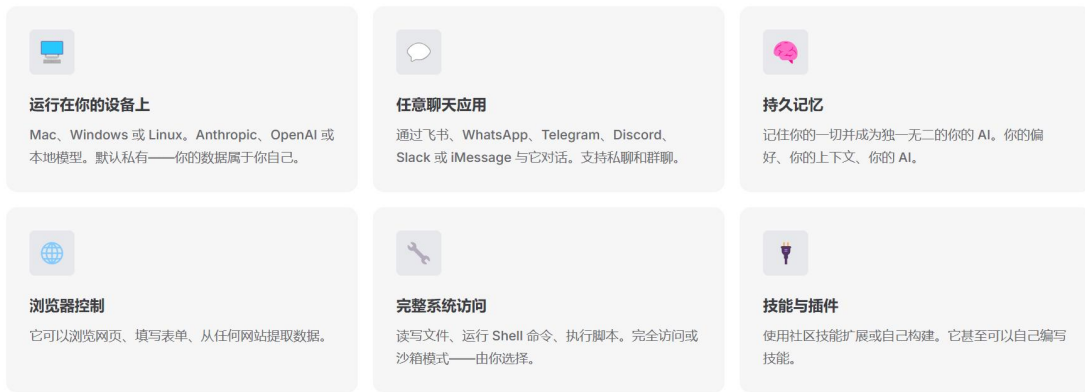 运行在你的设备上
Mac、Windows 或 Linux。Anthropic、OpenAI 或
本地模型。默认私有——你的数据属于你自己。
任意聊天应用
通过飞书、WhatsApp、Telegram、Discord、
Slack 或 iMessage 与它对话。支持私聊和群聊。
持久记忆
记住你的一切并成为独一无二的你的 AI。你的偏
好、你的上下文、你的 AI。
浏览器控制
它可以浏览网页、填写表单、从任何网站提取数据。
完整系统访问
读写文件、运行 Shell 命令、执行脚本。完全访问或
沙箱模式——由你选择。
技能与插件
使用社区技能扩展或自己构建。它甚至可以自己编写
技能。